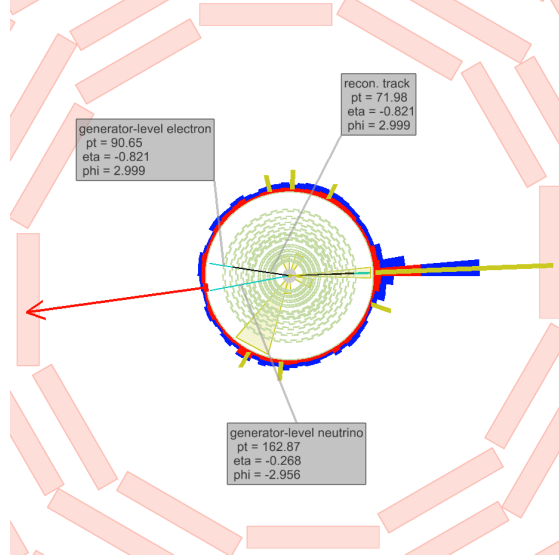 recon. track
pt = 71.98
eta = -0.821
phi = 2.999
generator-level electron
pt = 90.65
eta = -0.821
phi = 2.999
generator-level neutrino
pt = 162.87
eta = -0.268
phi = -2.956